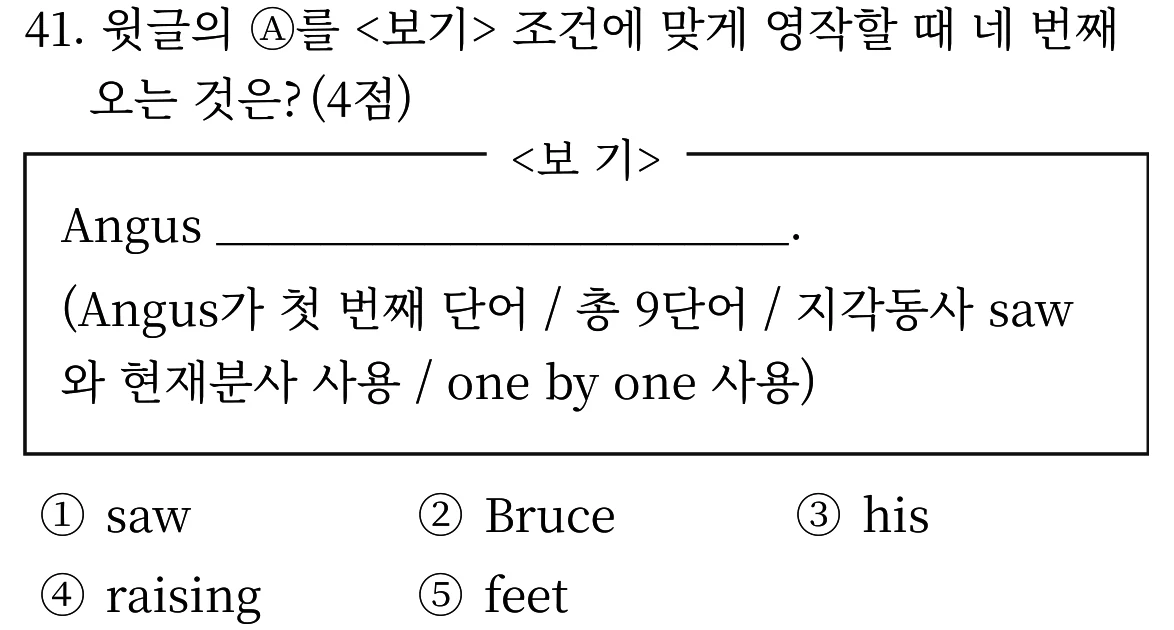 41. 윗글의 Ⓐ를 <보기> 조건에 맞게 영작할 때 네 번째
오는 것은?(4점)
<보 기>
Angus ______________________.
(Angus가 첫 번째 단어 / 총 9단어 / 지각동사 saw
와 현재분사 사용 / one by one 사용)
① saw ② Bruce ③ his
④ raising ⑤ feet